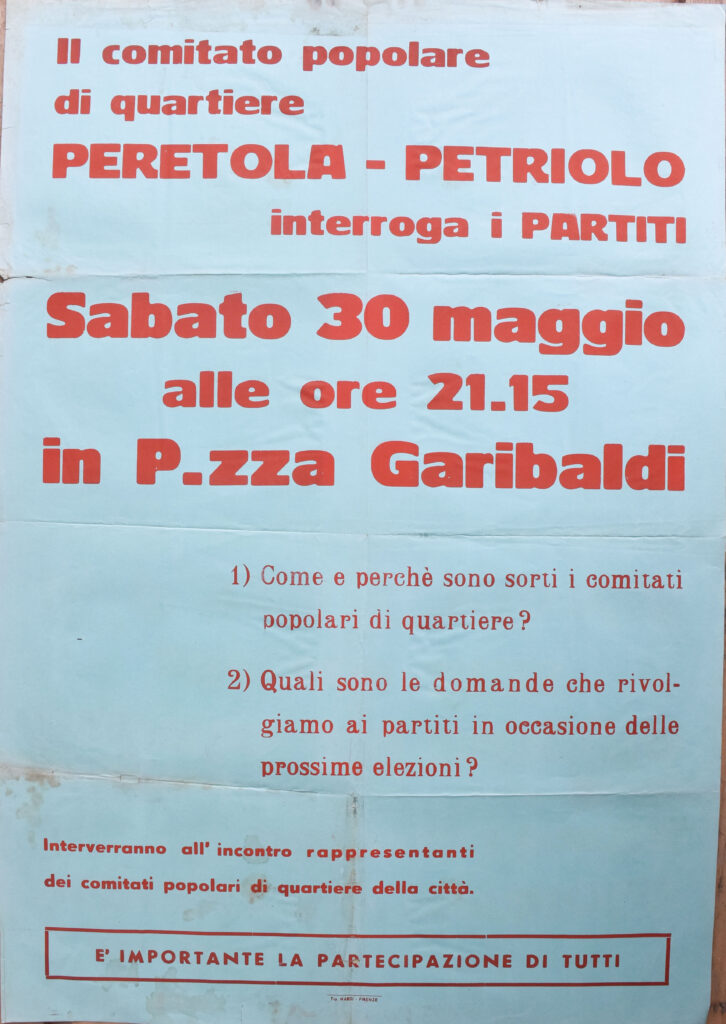 Il comitato popolare
di quartiere
PERETOLA - PETRIOLO
interroga i PARTITI
Sabato 30 maggio
alle ore 21.15
in P.zza Garibaldi
1) Come e perchè sono sorti i comitati
popolari di quartiere?
2) Quali sono le domande che rivol-
giamo ai partiti in occasione delle
prossime elezioni?
Interverranno all' incontro rappresentanti
dei comitati popolari di quartiere della città.
E' IMPORTANTE LA PARTECIPAZIONE DI TUTTI
Tip. - FIRENZE